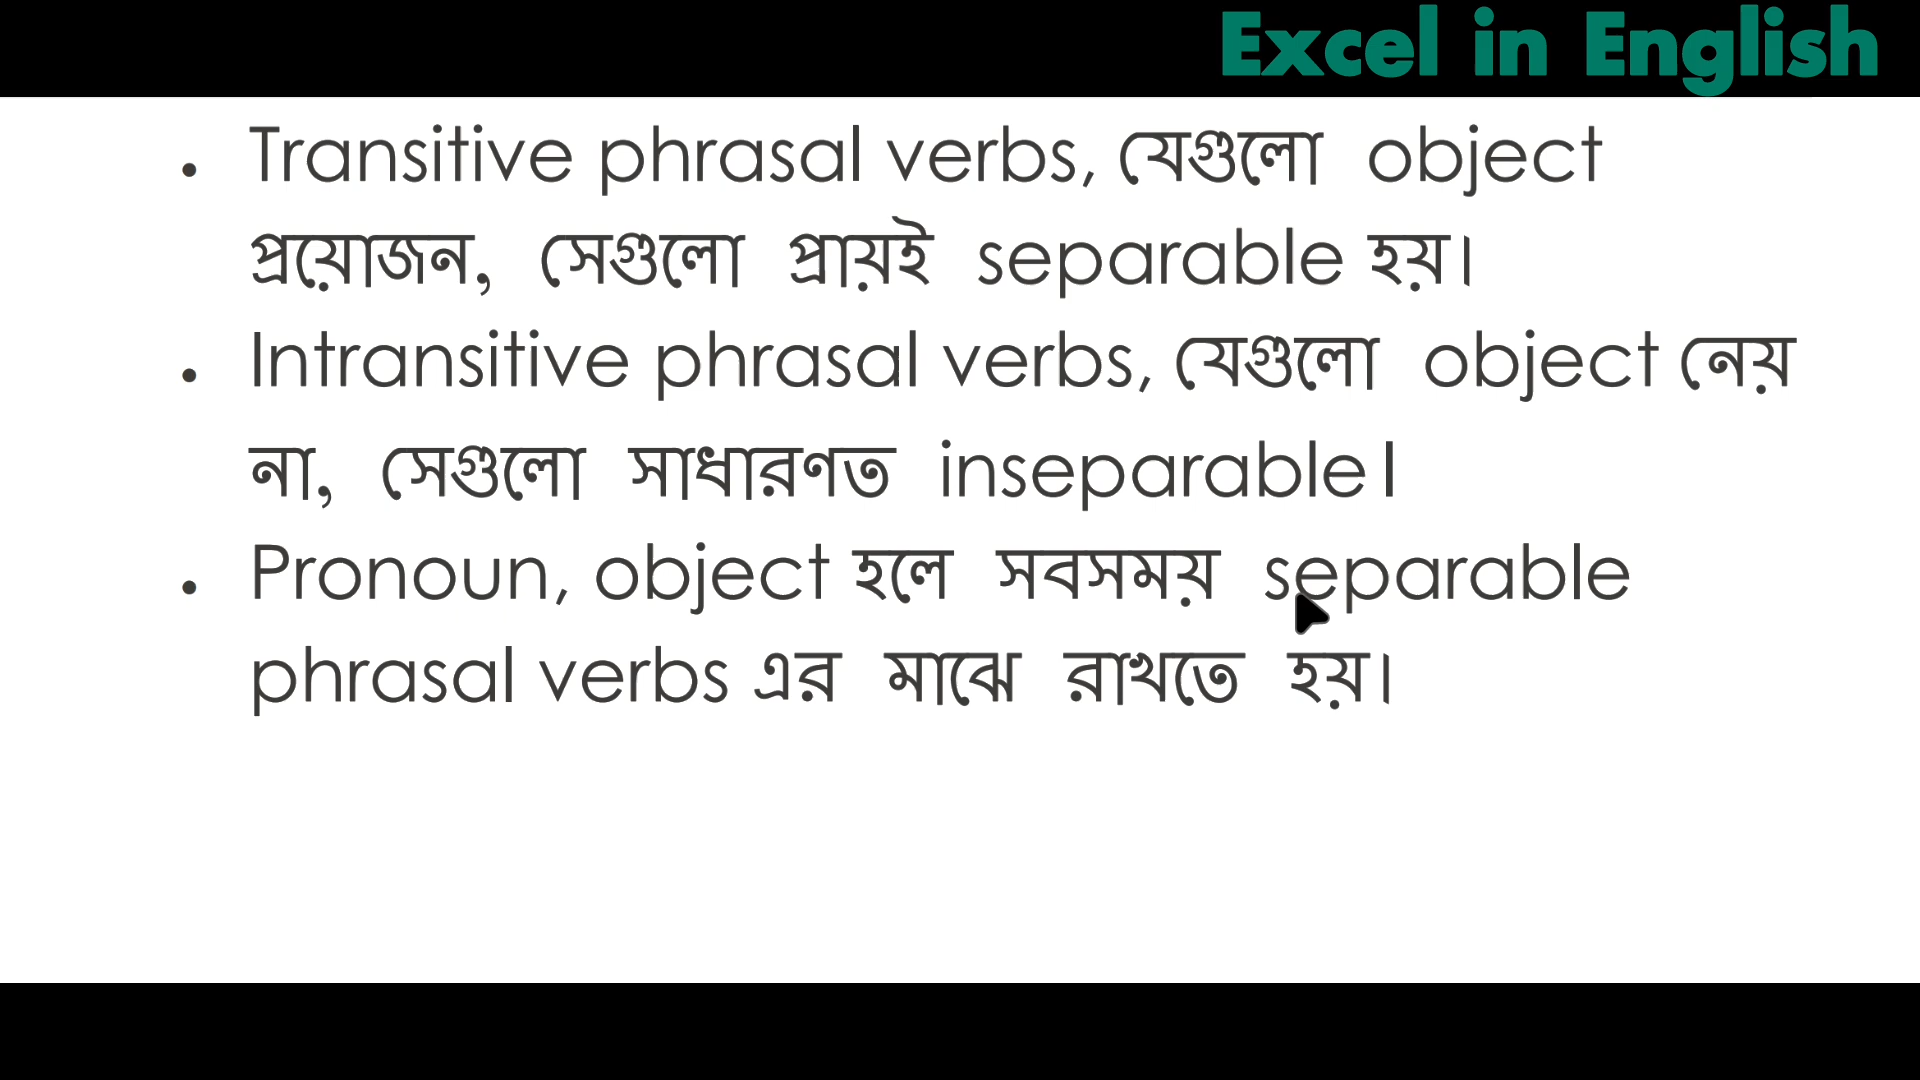 Excel in English
• Transitive phrasal verbs, যেগুলো object
প্রয়োজন, সেগুলো প্রায়ই separable হয়।
• Intransitive phrasal verbs, যেগুলো object নেয়
না, সেগুলো সাধারণত inseparable।
• Pronoun, object হলে সবসময় separable
phrasal verbs এর মাঝে রাখতে হয়।